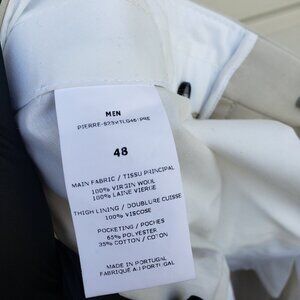 MEN
48
MAIN FABRIC / TISSU PRINCIPAL
100% VIRGIN WOOL
100% LAINE VIERGE
THIGH LINING / DOUBLURE CUISSE
100% VISCOSE
POCKETING / POCHES
65% POLYESTER
35% COTTON / COTON
MADE IN PORTUGAL
FABRIQUÉ AU PORTUGAL